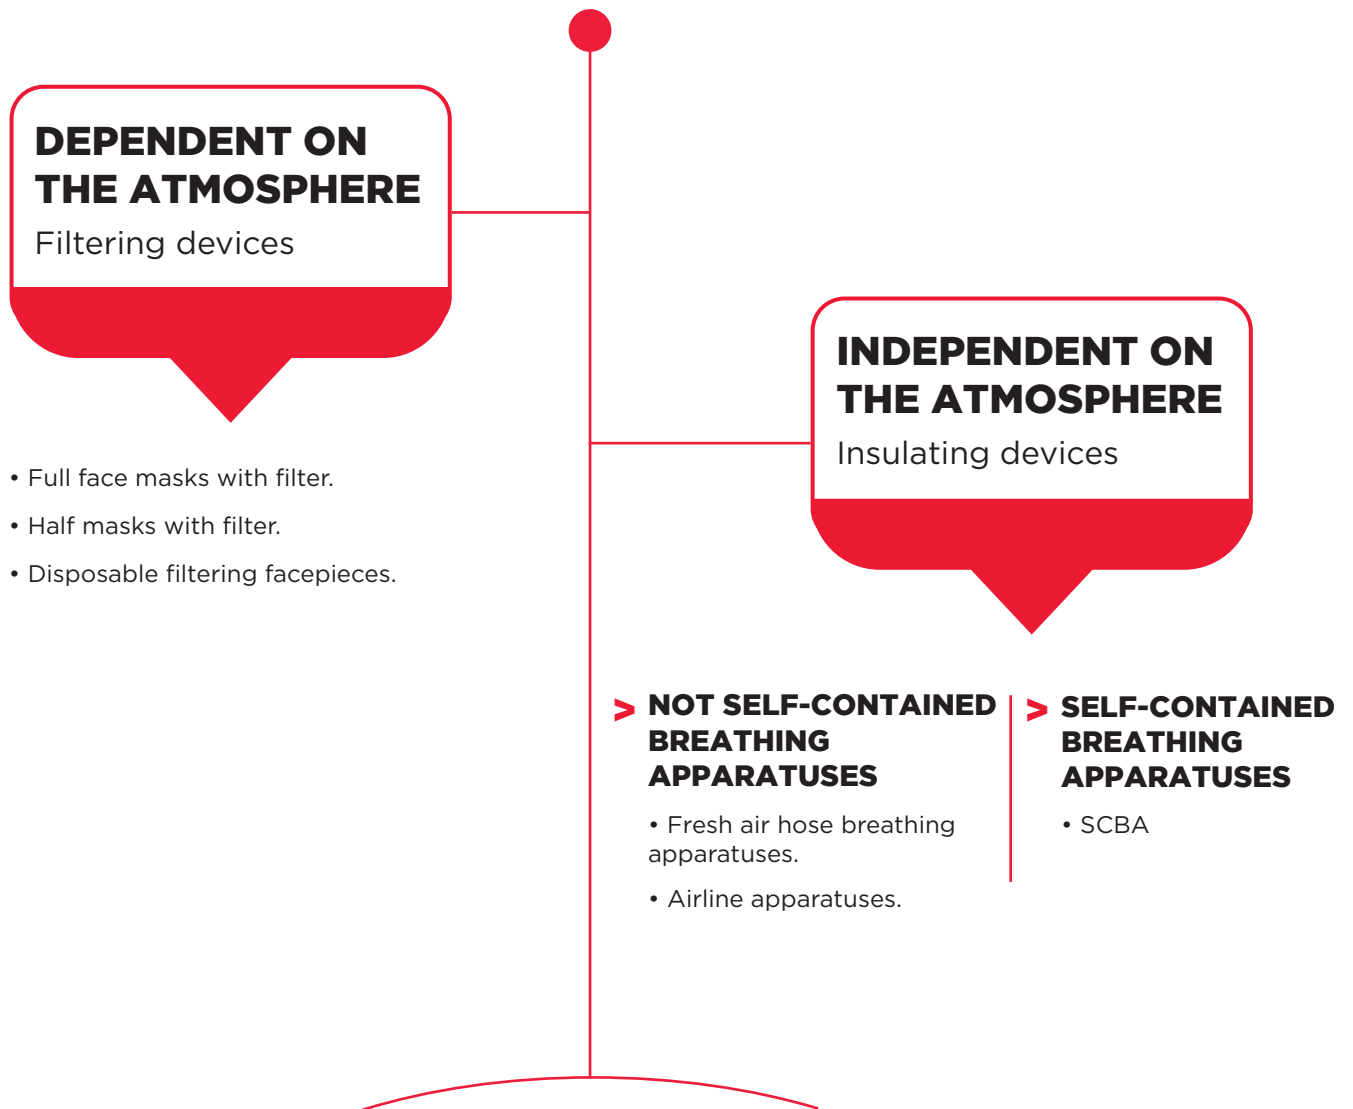 DEPENDENT ON
THE ATMOSPHERE
Filtering devices
• Full face masks with filter.
• Half masks with filter.
• Disposable filtering facepieces.
INDEPENDENT ON
THE ATMOSPHERE
Insulating devices
> NOT SELF-CONTAINED
BREATHING
APPARATUSES
• Fresh air hose breathing
apparatuses.
• Airline apparatuses.
> SELF-CONTAINED
BREATHING
APPARATUSES
• SCBA